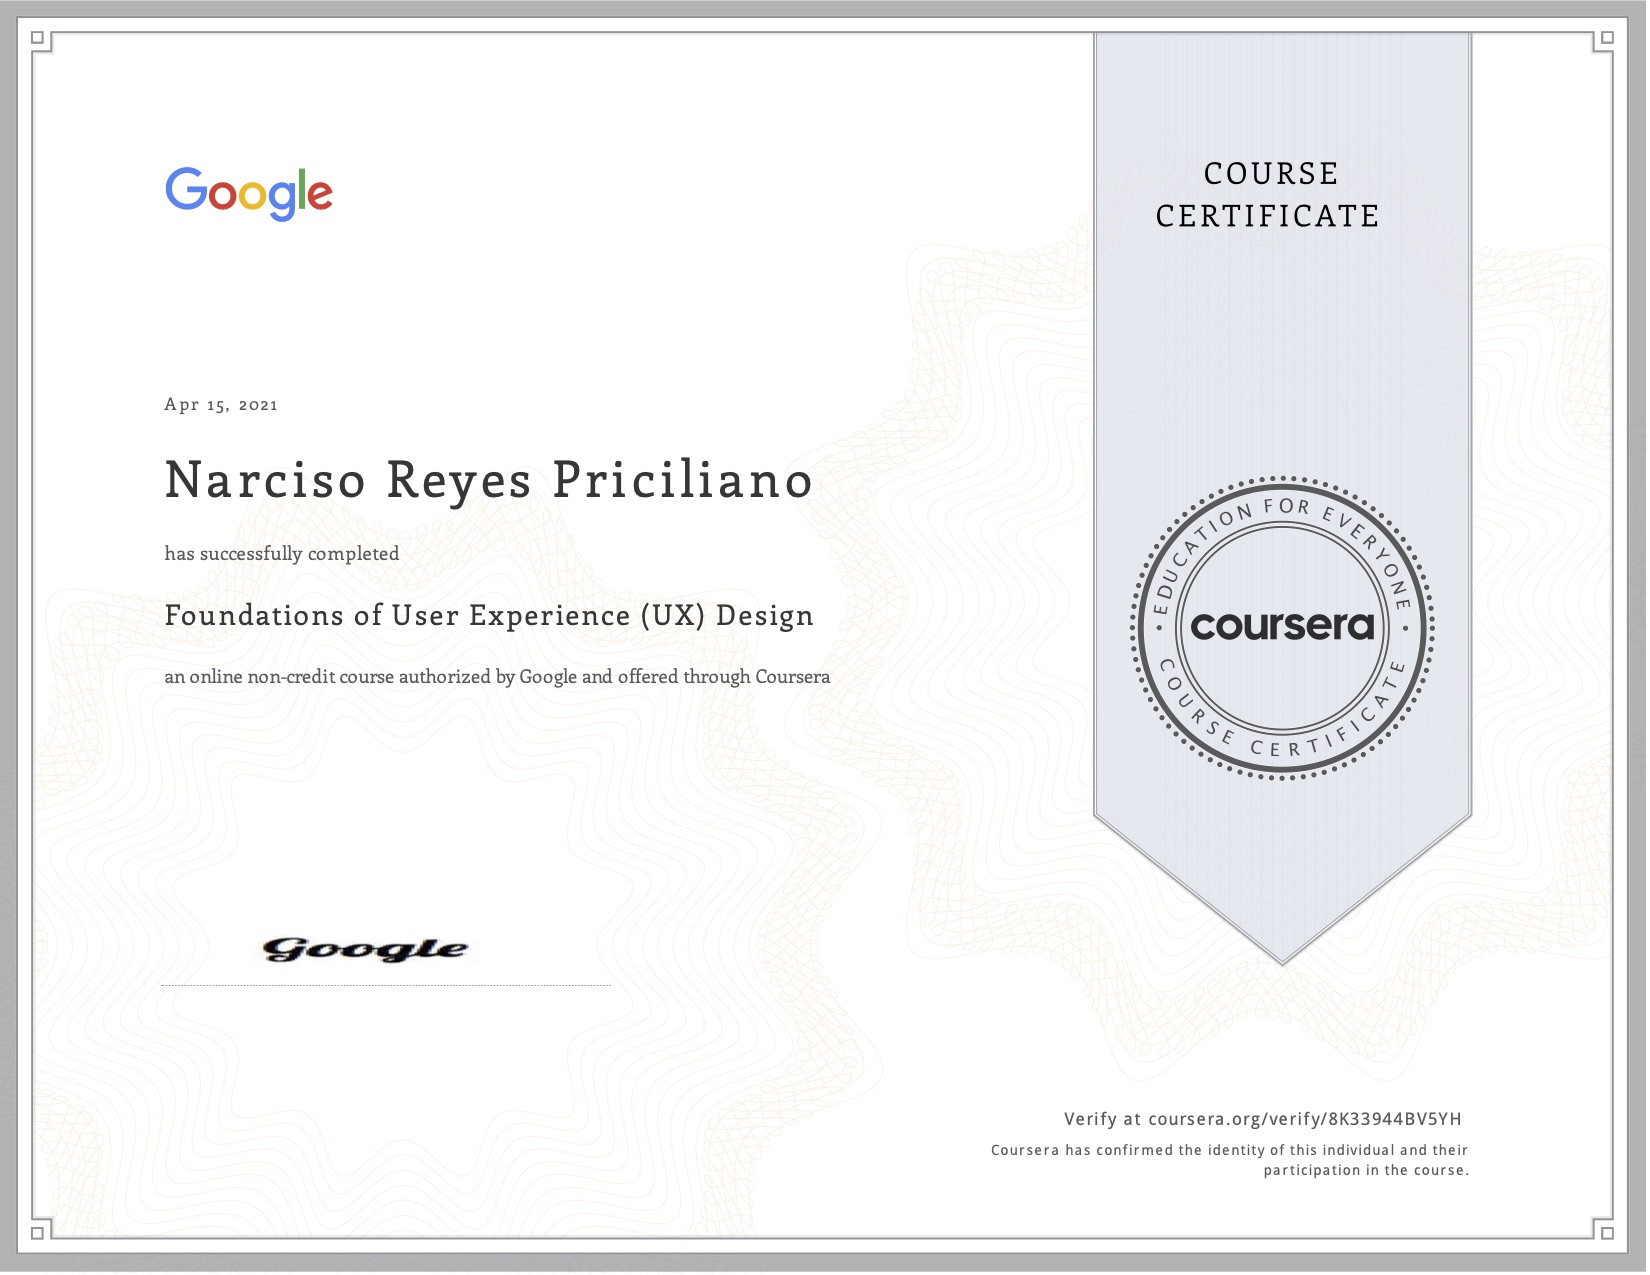 Google
COURSE
CERTIFICATE
Apr 15, 2021
Narciso Reyes Priciliano
has successfully completed
Foundations of User Experience (UX) Design
an online non-credit course authorized by Google and offered through Coursera
EDUCATION FOR EVERYONE
coursera
COURSE CERTIFICATE
Google
Verify at coursera.org/verify/8K33944BV5YH
Coursera has confirmed the identity of this individual and their
participation in the course.